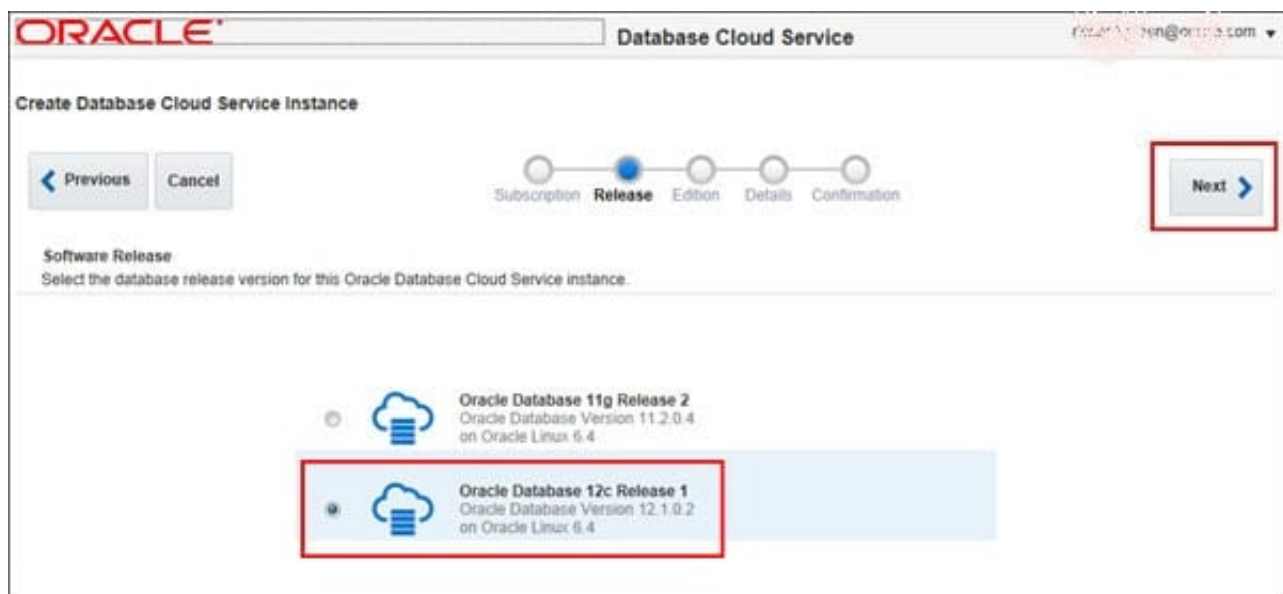 ORACLE
Database Cloud Service
Create Database Cloud Service Instance
Previous
Cancel
Subscription Release Edition Details Confirmation
Next
Software Release
Select the database release version for this Oracle Database Cloud Service instance.
Oracle Database 11g Release 2
Oracle Database Version 11.2.0.4
on Oracle Linux 6.4
Oracle Database 12c Release 1
Oracle Database Version 12.1.0.2
on Oracle Linux 6.4